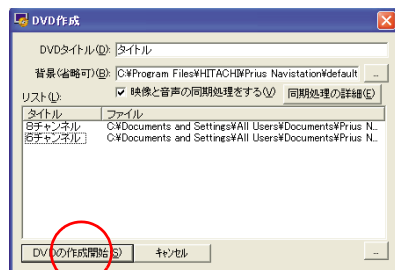 DVD作成
DVDタイトル(D): タイトル
背景(省略可)(B): C:¥Program Files¥HITACHI¥Prius Navistation¥default ...
リスト(L): ✓ 映像と音声の同期処理をする(V) 同期処理の詳細(E)
タイトル ファイル
8チャンネル C:¥Documents and Settings¥All Users¥Documents¥Prius N...
6チャンネル C:¥Documents and Settings¥All Users¥Documents¥Prius N...
DVDの作成開始(S) キャンセル ...